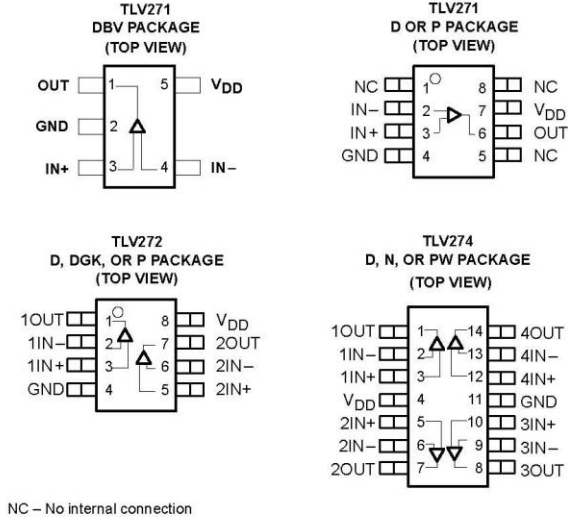 TLV271
DBV PACKAGE
(TOP VIEW)
OUT 1 5 VDD
GND 2
IN+ 3 4 IN–
TLV271
D OR P PACKAGE
(TOP VIEW)
NC 1 8 NC
IN– 2 7 VDD
IN+ 3 6 OUT
GND 4 5 NC
TLV272
D, DGK, OR P PACKAGE
(TOP VIEW)
1OUT 1 8 VDD
1IN– 2 7 2OUT
1IN+ 3 6 2IN–
GND 4 5 2IN+
TLV274
D, N, OR PW PACKAGE
(TOP VIEW)
1OUT 1 14 4OUT
1IN– 2 13 4IN–
1IN+ 3 12 4IN+
VDD 4 11 GND
2IN+ 5 10 3IN+
2IN– 6 9 3IN–
2OUT 7 8 3OUT
NC – No internal connection